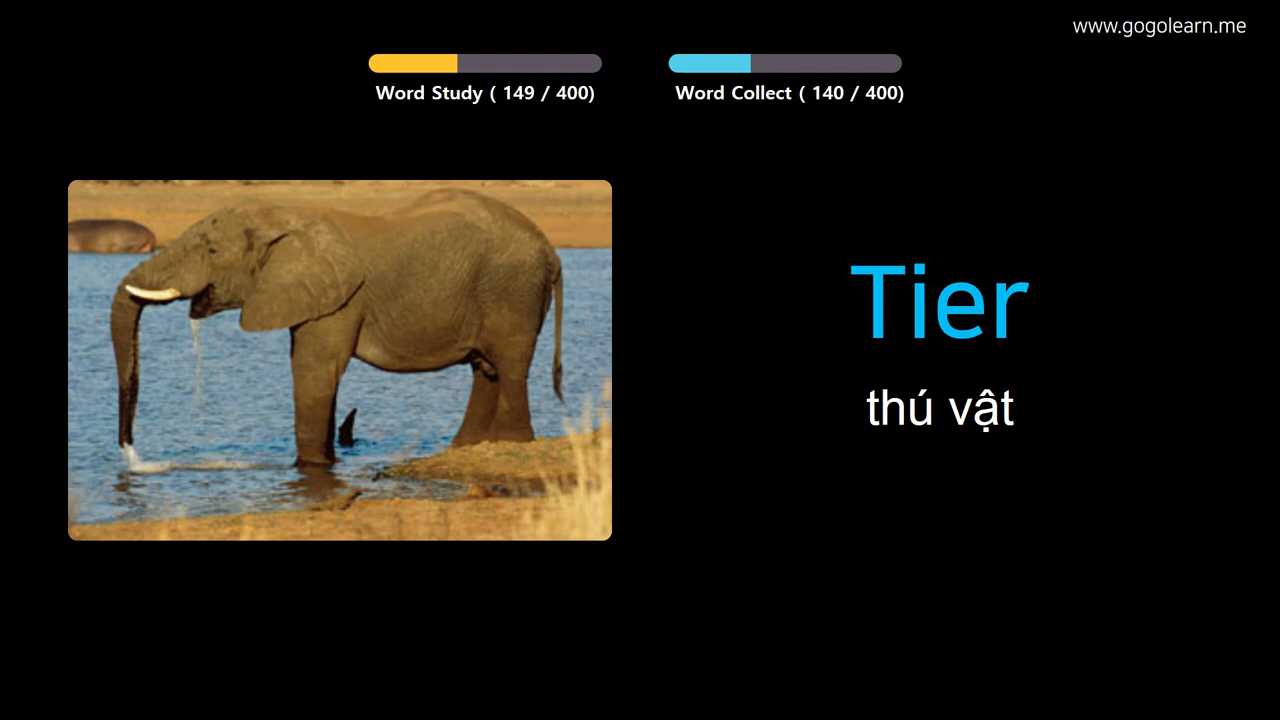 www.gogolearn.me
Word Study ( 149 / 400)
Word Collect ( 140 / 400)
Tier
thú vật